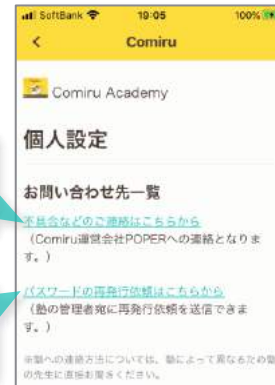 SoftBank 19:05 100%
Comiru
Comiru Academy
個人設定
お問い合わせ先一覧
不具合などのご連絡はこちらから
(Comiru運営会社POPERへの連絡となりま
す。)
パスワードの再発行依頼はこちらから
(塾の管理者宛に再発行依頼を送信できま
す。)
※塾への連絡方法については、塾によって異なるため塾
の先生に直接お聞きください。